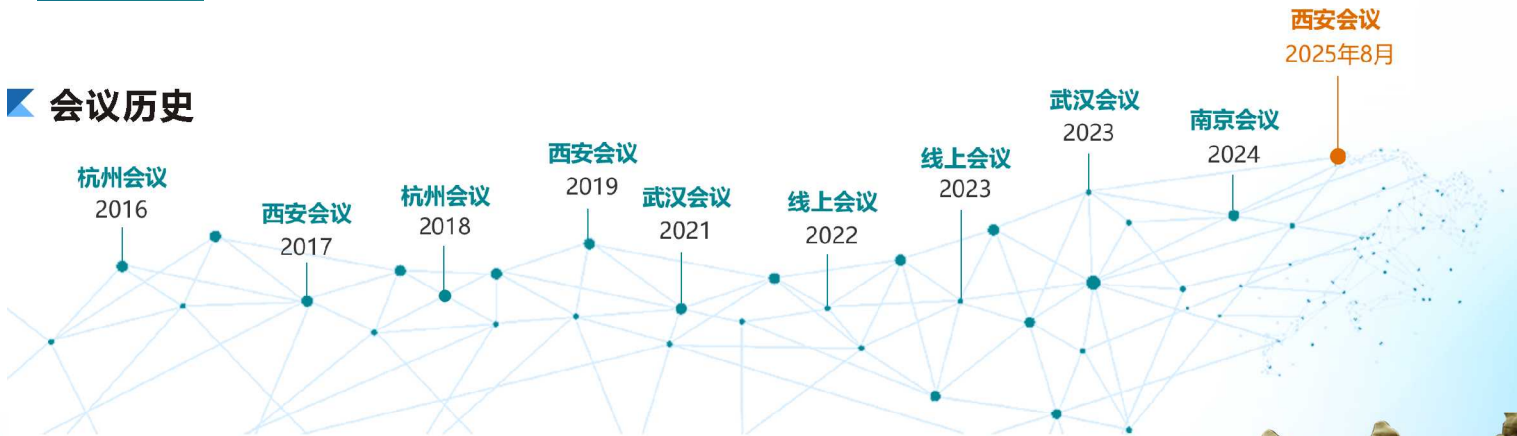 会议历史
杭州会议
2016
西安会议
2017
杭州会议
2018
西安会议
2019
武汉会议
2021
线上会议
2022
线上会议
2023
武汉会议
2023
南京会议
2024
西安会议
2025年8月